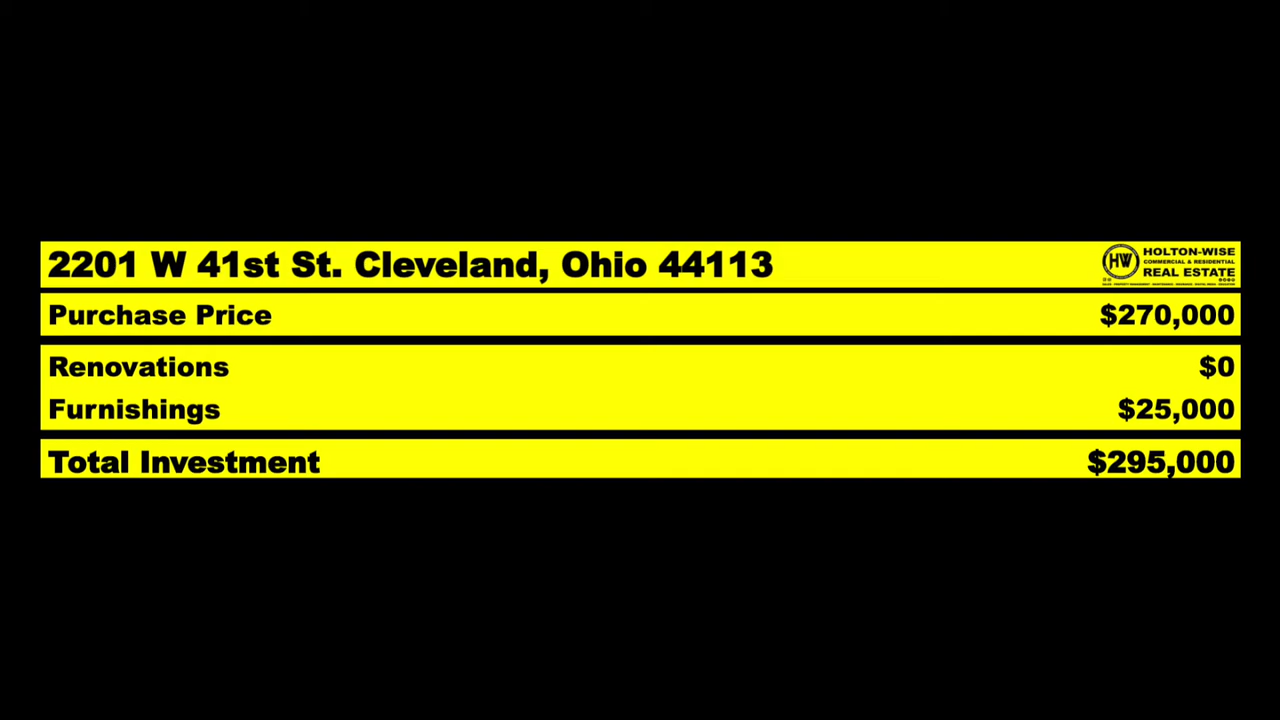 2201 W 41st St. Cleveland, Ohio 44113
HW
HOLTON-WISE
COMMERCIAL & RESIDENTIAL
REAL ESTATE
Purchase Price $270,000
Renovations $0
Furnishings $25,000
Total Investment $295,000